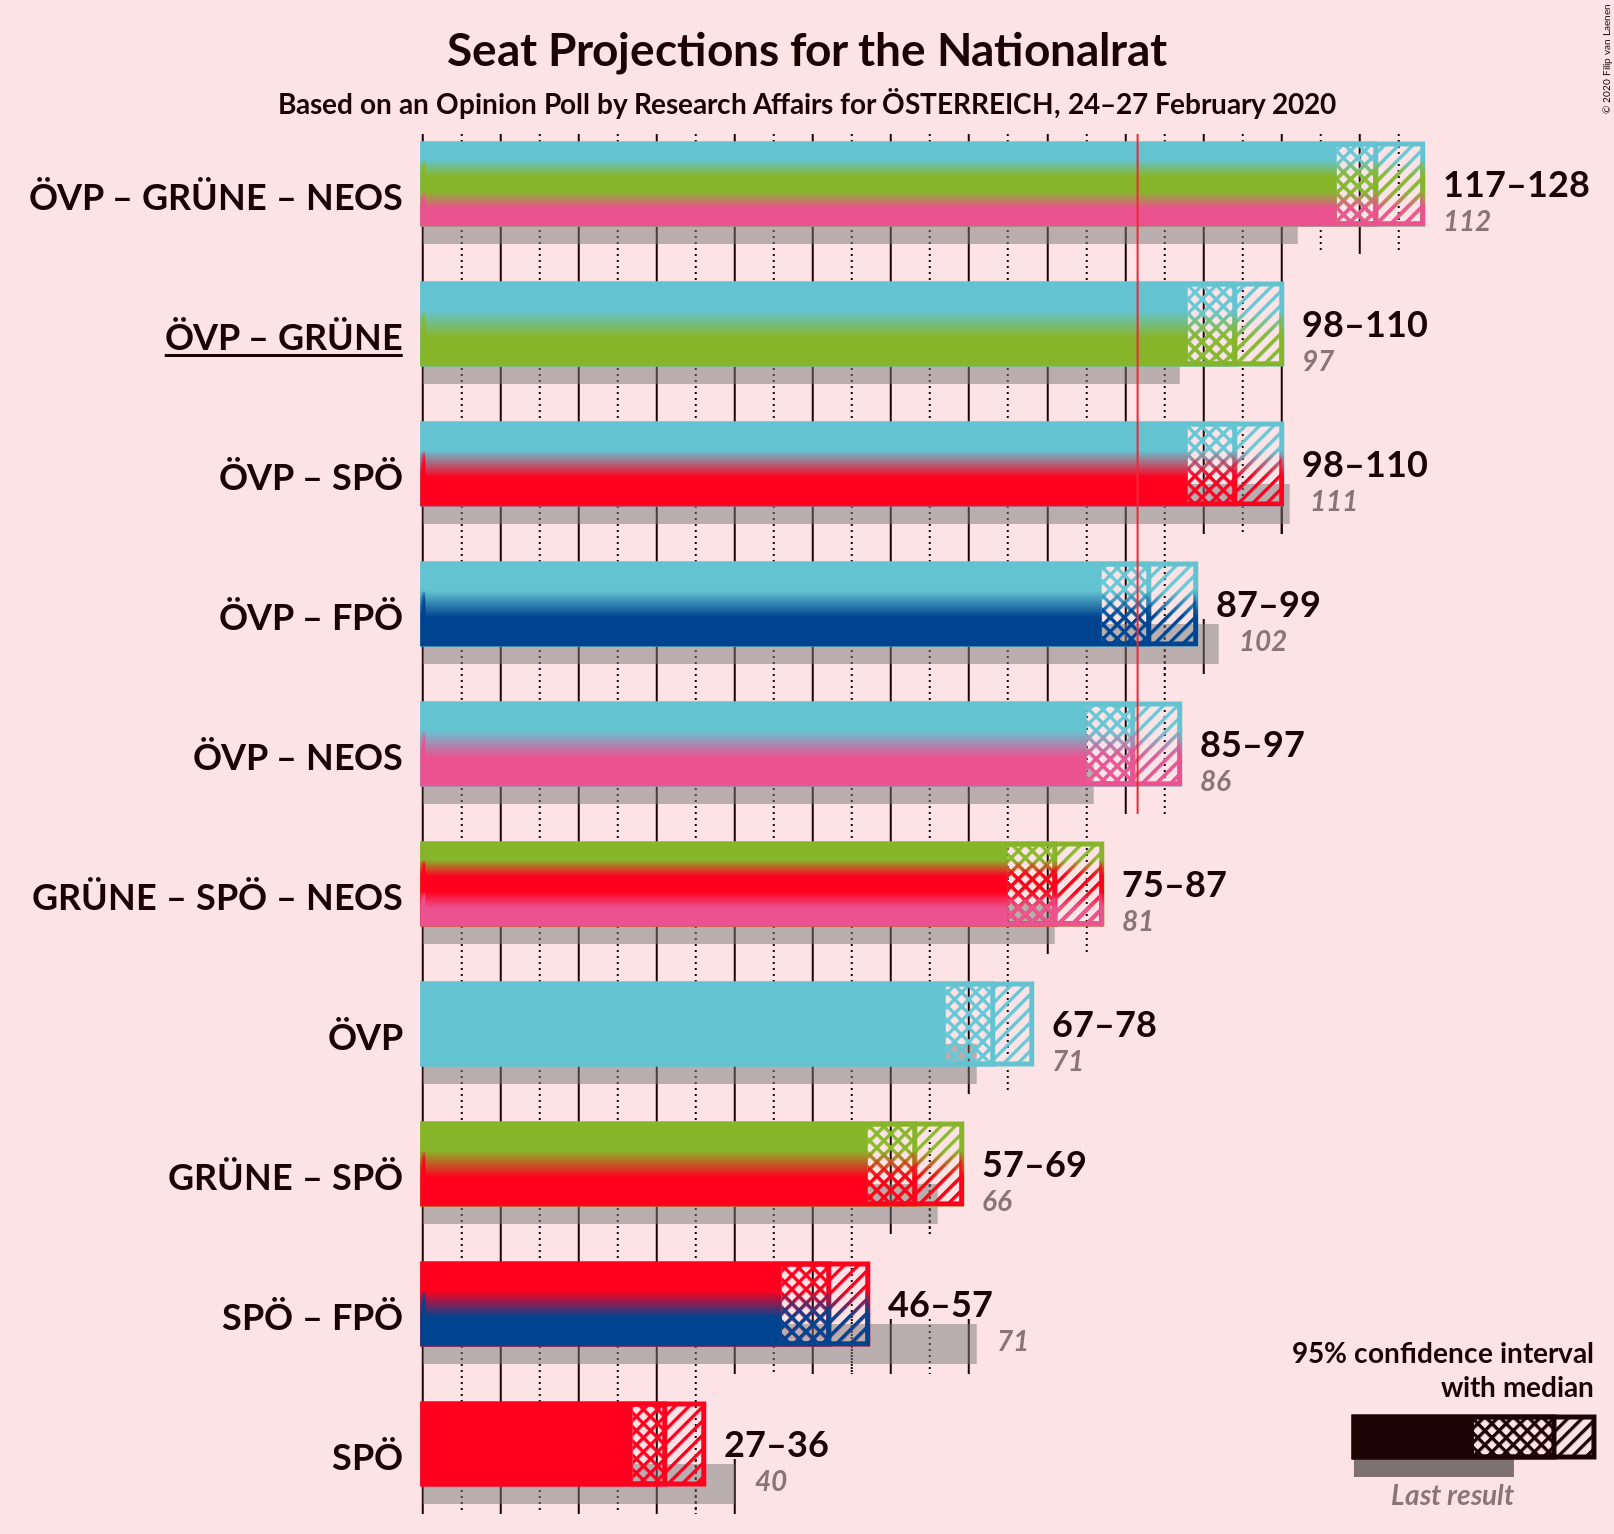 Seat Projections for the Nationalrat
Based on an Opinion Poll by Research Affairs for ÖSTERREICH, 24–27 February 2020
© 2020 Filip van Laenen
ÖVP – GRÜNE – NEOS
117–128
112
ÖVP – GRÜNE
98–110
97
ÖVP – SPÖ
98–110
111
ÖVP – FPÖ
87–99
102
ÖVP – NEOS
85–97
86
GRÜNE – SPÖ – NEOS
75–87
81
ÖVP
67–78
71
GRÜNE – SPÖ
57–69
66
SPÖ – FPÖ
46–57
71
SPÖ
27–36
40
95% confidence interval
with median
Last result